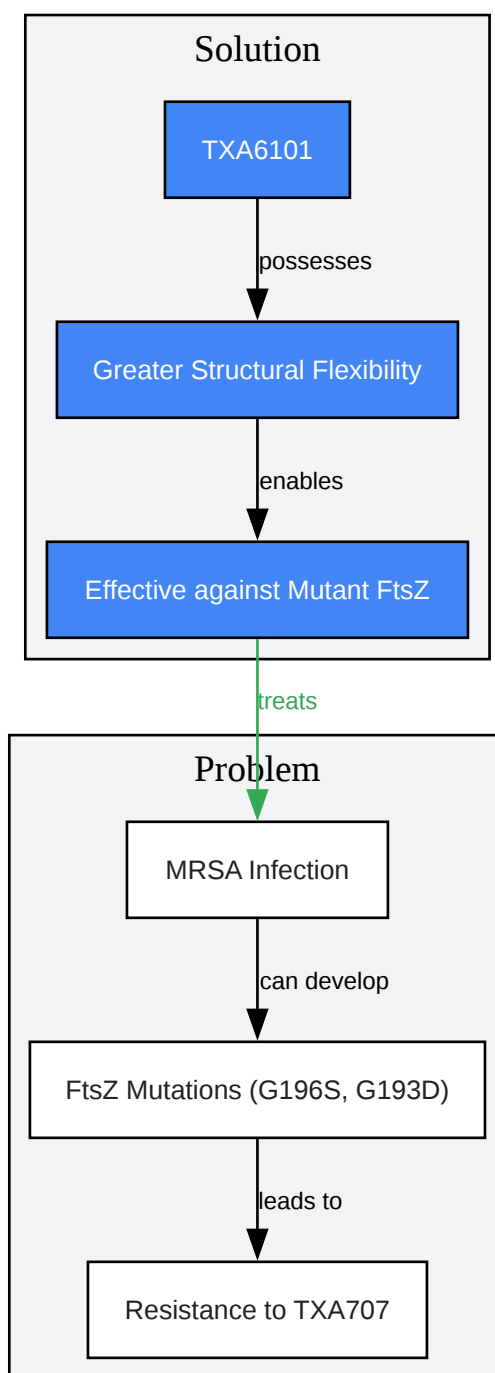 Solution
TXA6101
possesses
Greater Structural Flexibility
enables
Effective against Mutant FtsZ
treats
Problem
MRSA Infection
can develop
FtsZ Mutations (G196S, G193D)
leads to
Resistance to TXA707